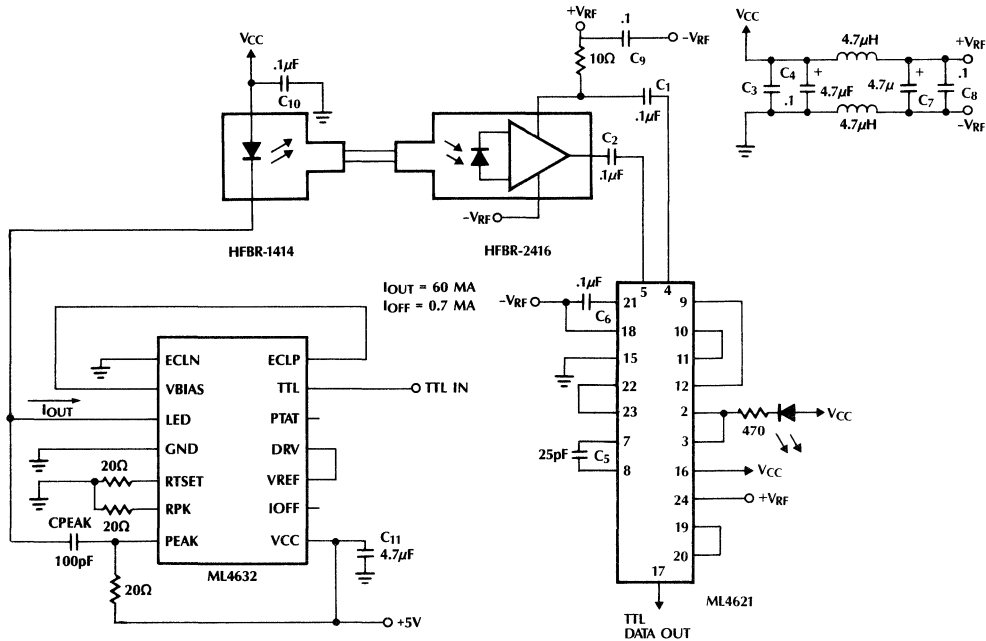 VCC
.1µF
C10
HFBR-1414
+VRF
.1
–VRF
10Ω
C9
C1
.1µF
C2
.1µF
–VRF
HFBR-2416
VCC
4.7µH
+VRF
C3
C4
+
.1
4.7µF
+
4.7µ
C7
.1
C8
4.7µH
–VRF
IOUT = 60 MA
IOFF = 0.7 MA
IOUT
ECLN
VBIAS
LED
GND
RTSET
RPK
PEAK
ECLP
TTL
PTAT
DRV
VREF
IOFF
VCC
TTL IN
20Ω
20Ω
CPEAK
100pF
20Ω
C11
4.7µF
ML4632
+5V
–VRF
.1µF
C6
25pF
C5
5
4
21
18
15
22
23
7
8
9
10
11
12
2
3
16
24
19
20
17
470
VCC
VCC
+VRF
ML4621
TTL
DATA OUT